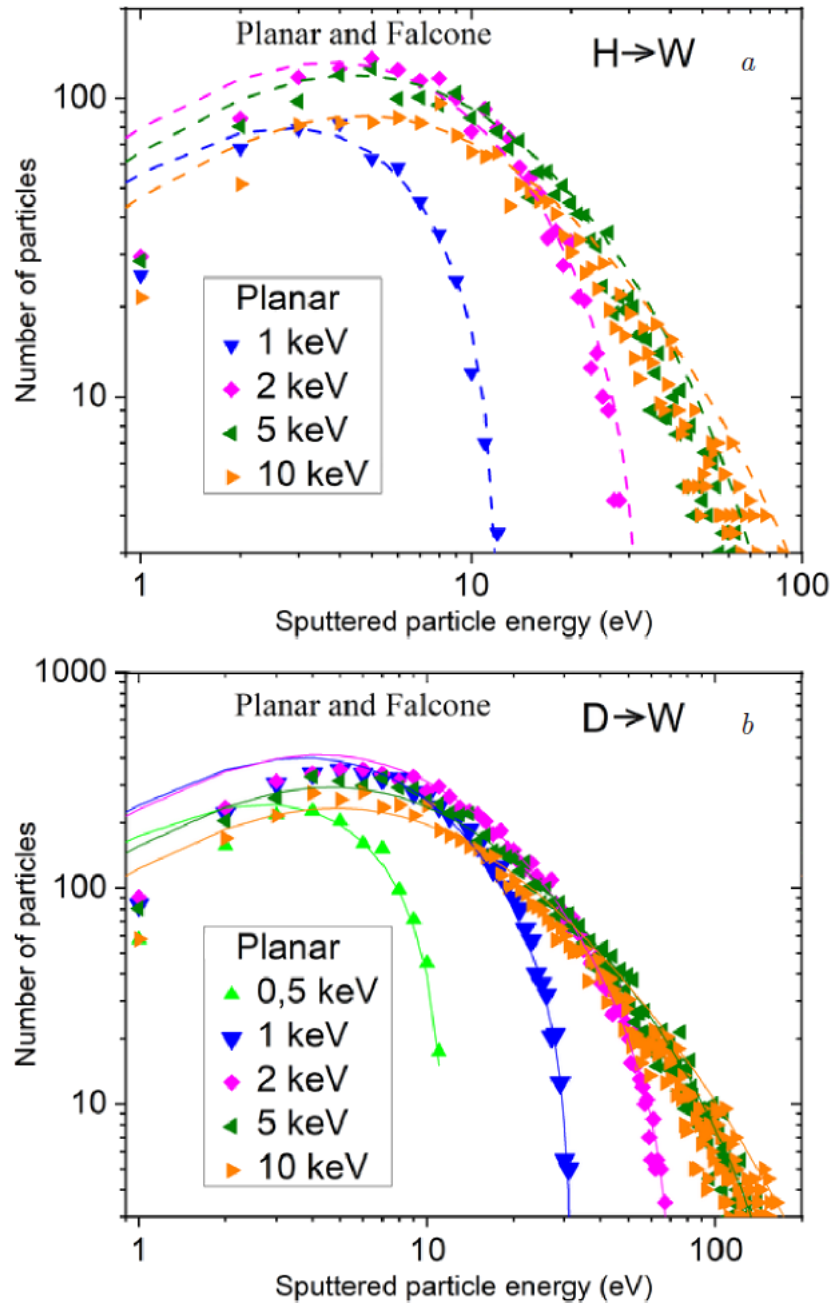 Planar and Falcone
H→W
a
100
10
Number of particles
Planar
1 keV
2 keV
5 keV
10 keV
1
10
100
Sputtered particle energy (eV)
1000
Planar and Falcone
D→W
b
100
10
Number of particles
Planar
0,5 keV
1 keV
2 keV
5 keV
10 keV
1
10
100
Sputtered particle energy (eV)